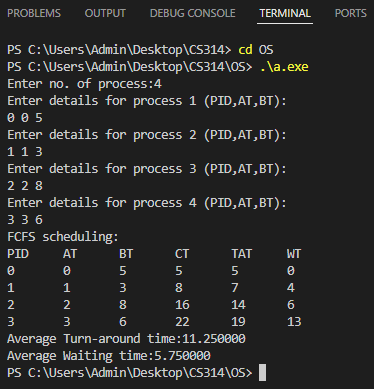 PROBLEMS OUTPUT DEBUG CONSOLE TERMINAL PORTS
PS C:\Users\Admin\Desktop\CS314> cd OS
PS C:\Users\Admin\Desktop\CS314\OS> .\a.exe
Enter no. of process:4
Enter details for process 1 (PID,AT,BT):
0 0 5
Enter details for process 2 (PID,AT,BT):
1 1 3
Enter details for process 3 (PID,AT,BT):
2 2 8
Enter details for process 4 (PID,AT,BT):
3 3 6
FCFS scheduling:
PID AT BT CT TAT WT
0 0 5 5 5 0
1 1 3 8 7 4
2 2 8 16 14 6
3 3 6 22 19 13
Average Turn-around time:11.250000
Average Waiting time:5.750000
PS C:\Users\Admin\Desktop\CS314\OS>